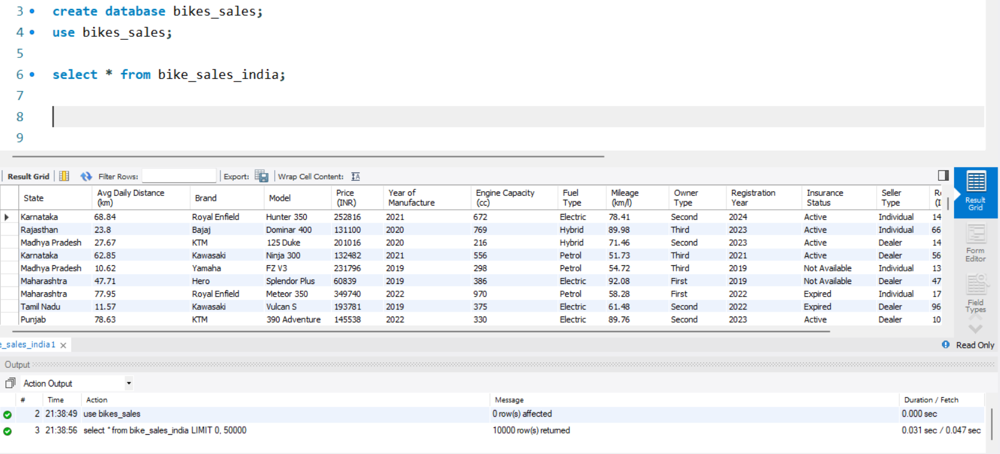 3 create database bikes_sales;
4 use bikes_sales;
5
6 select * from bike_sales_india;
7
8
9
Result Grid Filter Rows: Export: Wrap Cell Content: IA
State Avg Daily Distance (km) Brand Model Price (INR) Year of Manufacture Engine Capacity (cc) Fuel Type Mileage (km/l) Owner Type Registration Year Insurance Status Seller Type
Karnataka 68.84 Royal Enfield Hunter 350 252816 2021 672 Electric 78.41 Second 2024 Active Individual 14
Rajasthan 23.8 Bajaj Dominar 400 131100 2020 769 Hybrid 89.98 Third 2023 Active Individual 66
Madhya Pradesh 27.67 KTM 125 Duke 201016 2020 216 Hybrid 71.46 Second 2023 Active Dealer 14
Karnataka 62.85 Kawasaki Ninja 300 132482 2021 556 Petrol 51.73 Third 2021 Active Dealer 56
Madhya Pradesh 10.62 Yamaha FZ V3 231796 2019 298 Petrol 54.72 Third 2019 Not Available Individual 13
Maharashtra 47.71 Hero Splendor Plus 60839 2019 386 Electric 92.08 First 2019 Not Available Dealer 47
Maharashtra 77.95 Royal Enfield Meteor 350 349740 2022 970 Petrol 58.28 First 2022 Expired Individual 17
Tamil Nadu 11.57 Kawasaki Vulcan S 193781 2019 375 Electric 61.48 Second 2022 Expired Dealer 96
Punjab 78.63 KTM 390 Adventure 145538 2022 330 Electric 89.76 Second 2023 Active Dealer 10
Result Grid
Form Editor
Field Types
e_sales_india1
Read Only
Output
Action Output
# Time Action Message Duration / Fetch
2 21:38:49 use bikes_sales 0 row(s) affected 0.000 sec
3 21:38:56 select * from bike_sales_india LIMIT 0, 50000 10000 row(s) returned 0.031 sec / 0.047 sec